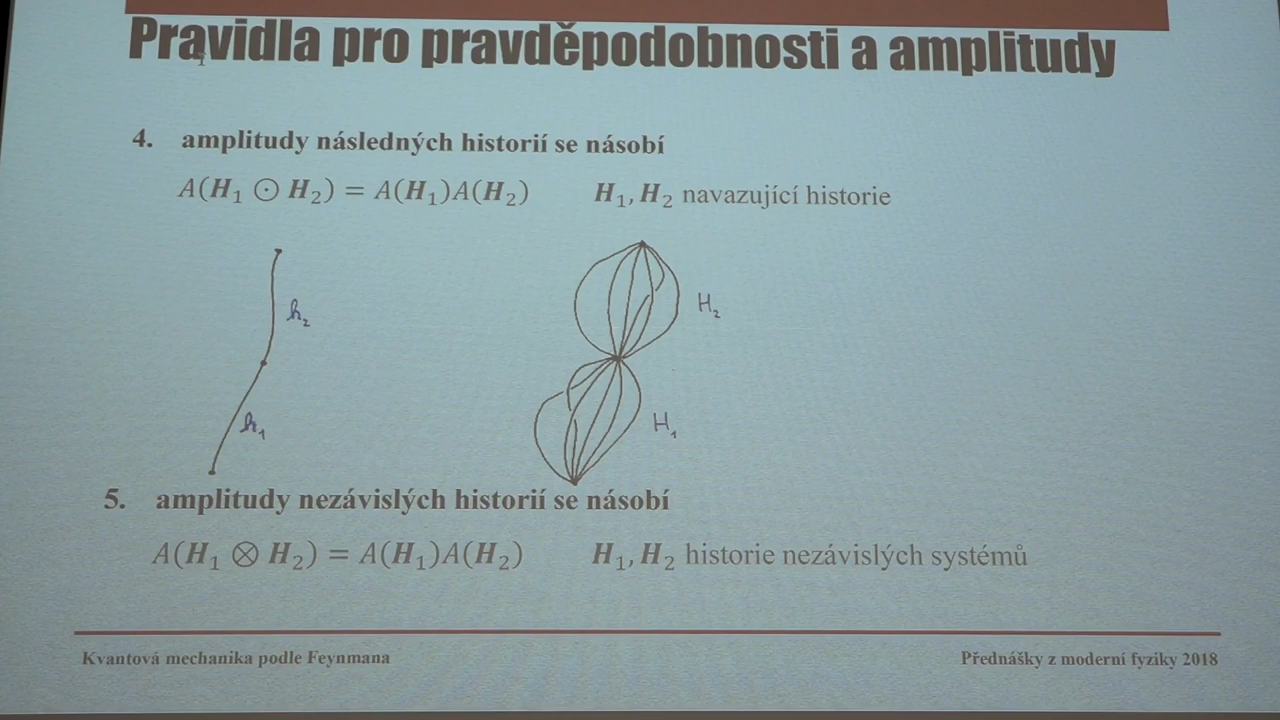 Pravidla pro pravděpodobnosti a amplitudy
4. amplitudy následných historií se násobí
A(H₁ ⊙ H₂) = A(H₁)A(H₂) H₁, H₂ navazující historie
h₂
H₂
h₁
H₁
5. amplitudy nezávislých historií se násobí
A(H₁ ⊗ H₂) = A(H₁)A(H₂) H₁, H₂ historie nezávislých systémů
Kvantová mechanika podle Feynmana
Přednášky z moderní fyziky 2018